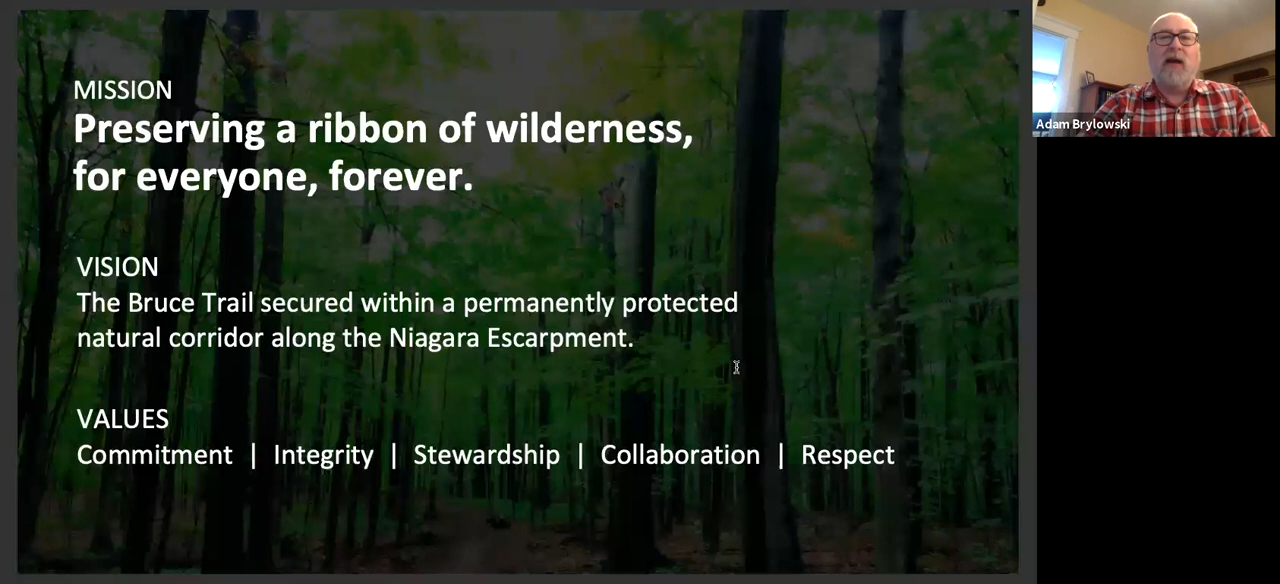 MISSION
Preserving a ribbon of wilderness,
for everyone, forever.
VISION
The Bruce Trail secured within a permanently protected
natural corridor along the Niagara Escarpment.
VALUES
Commitment | Integrity | Stewardship | Collaboration | Respect
Adam Brylowski